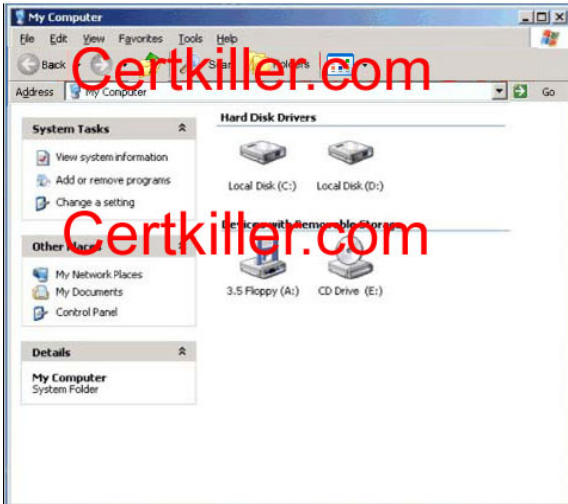 My Computer
File Edit View Favorites Tools Help
Back Folders
Certkiller.com
Address My Computer Go
System Tasks
View system information
Add or remove programs
Change a setting
Other Places
My Network Places
My Documents
Control Panel
Details
My Computer
System Folder
Hard Disk Drivers
Local Disk (C:) Local Disk (D:)
Devices with Removable Storage
Certkiller.com
3.5 Floppy (A:) CD Drive (E:)